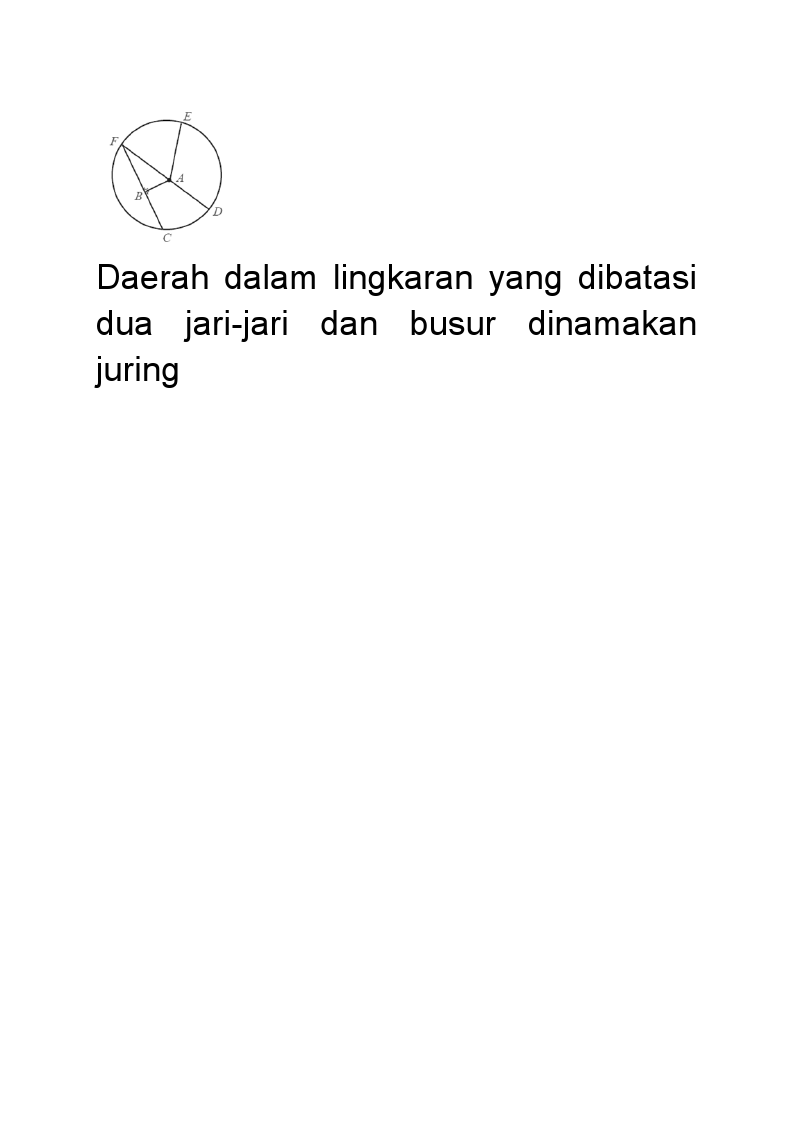 E
F
A
B
D
C
Daerah dalam lingkaran yang dibatasi
dua jari-jari dan busur dinamakan
juring